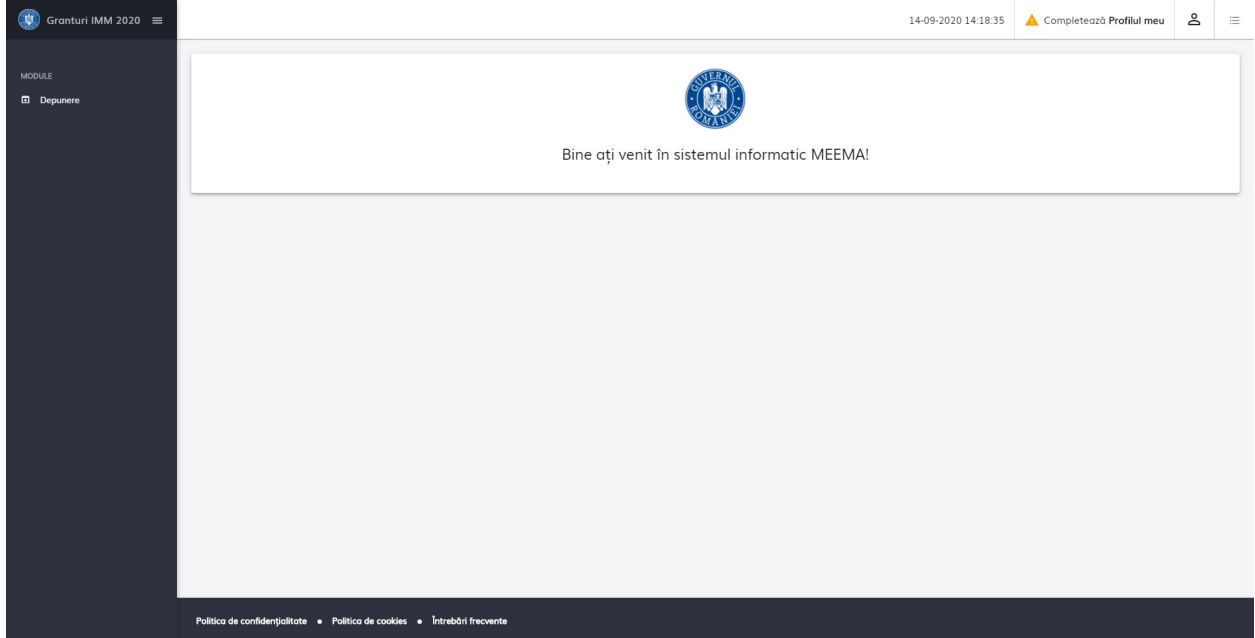 Granturi IMM 2020
14-09-2020 14:18:35
Completează Profilul meu
MODULE
Depunere
GUVERNUL ROMÂNIEI
Bine ați venit în sistemul informatic MEEMA!
Politica de confidențialitate • Politica de cookies • Întrebări frecvente